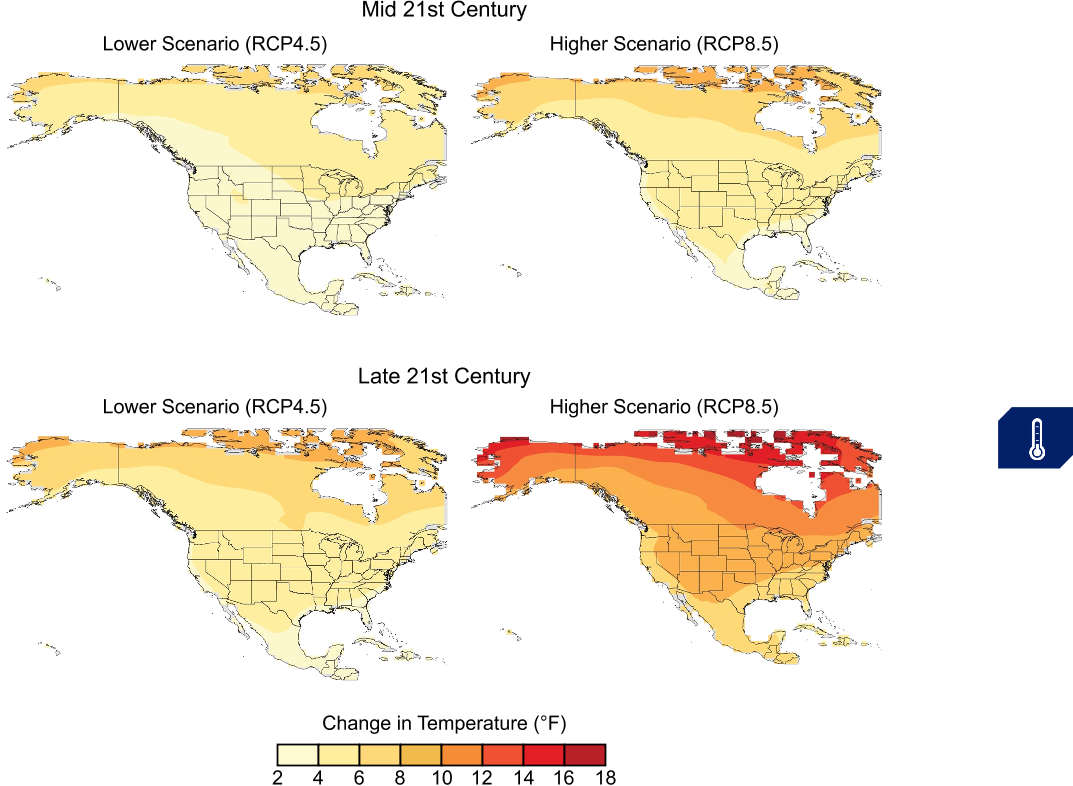 Mid 21st Century
Lower Scenario (RCP4.5)
Higher Scenario (RCP8.5)
Late 21st Century
Lower Scenario (RCP4.5)
Higher Scenario (RCP8.5)
Change in Temperature (°F)
2 4 6 8 10 12 14 16 18